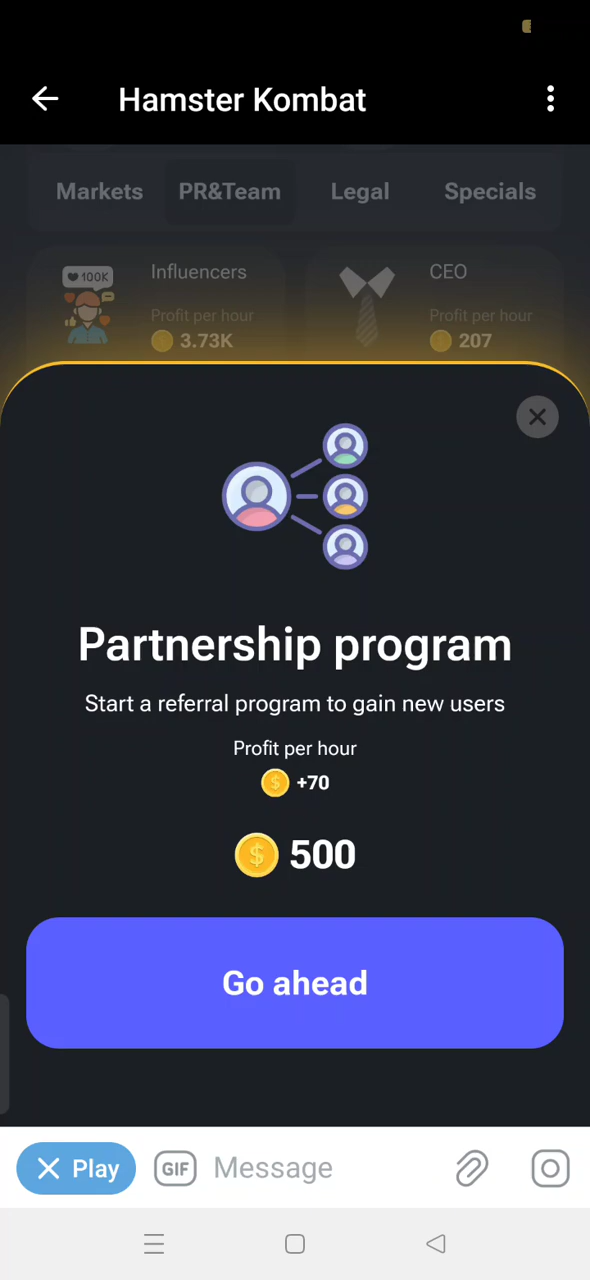 Hamster Kombat
Markets PR&Team Legal Specials
100K
Influencers
Profit per hour
3.73K
CEO
Profit per hour
207
Partnership program
Start a referral program to gain new users
Profit per hour
+70
500
Go ahead
Play GIF Message